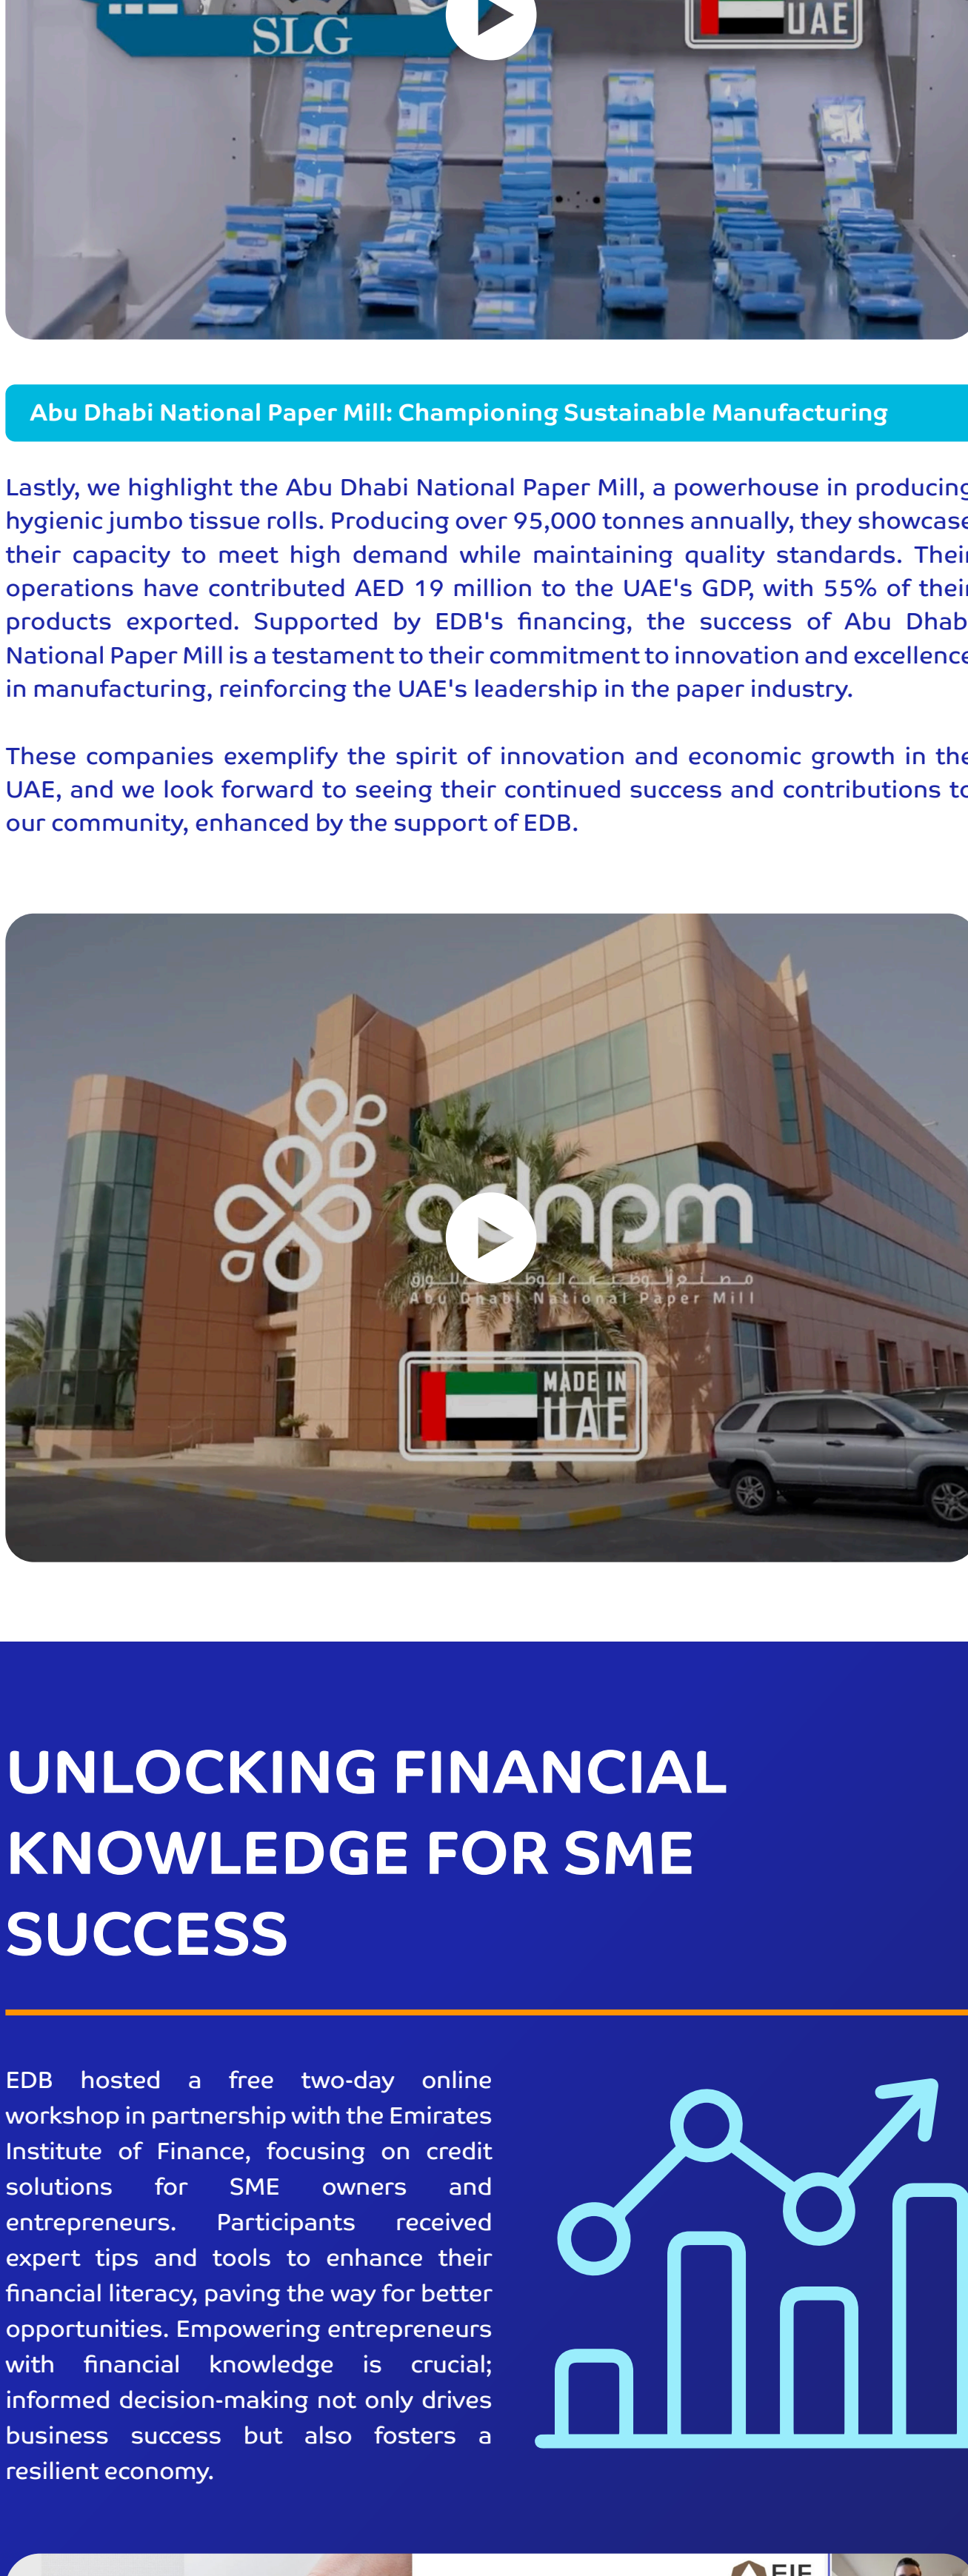 SLG
UAE
Abu Dhabi National Paper Mill: Championing Sustainable Manufacturing
Lastly, we highlight the Abu Dhabi National Paper Mill, a powerhouse in producing
hygienic jumbo tissue rolls. Producing over 95,000 tonnes annually, they showcase
their capacity to meet high demand while maintaining quality standards. Their
operations have contributed AED 19 million to the UAE's GDP, with 55% of their
products exported. Supported by EDB's financing, the success of Abu Dhab
National Paper Mill is a testament to their commitment to innovation and excellence
in manufacturing, reinforcing the UAE's leadership in the paper industry.
These companies exemplify the spirit of innovation and economic growth in the
UAE, and we look forward to seeing their continued success and contributions to
our community, enhanced by the support of EDB.
adnpm
Abu Dhabi National Paper Mill
MADE IN
UAE
UNLOCKING FINANCIAL
KNOWLEDGE FOR SME
SUCCESS
EDB hosted a free two-day online
workshop in partnership with the Emirates
Institute of Finance, focusing on credit
solutions for SME owners and
entrepreneurs. Participants received
expert tips and tools to enhance their
financial literacy, paving the way for better
opportunities. Empowering entrepreneurs
with financial knowledge is crucial;
informed decision-making not only drives
business success but also fosters a
resilient economy.
EIF